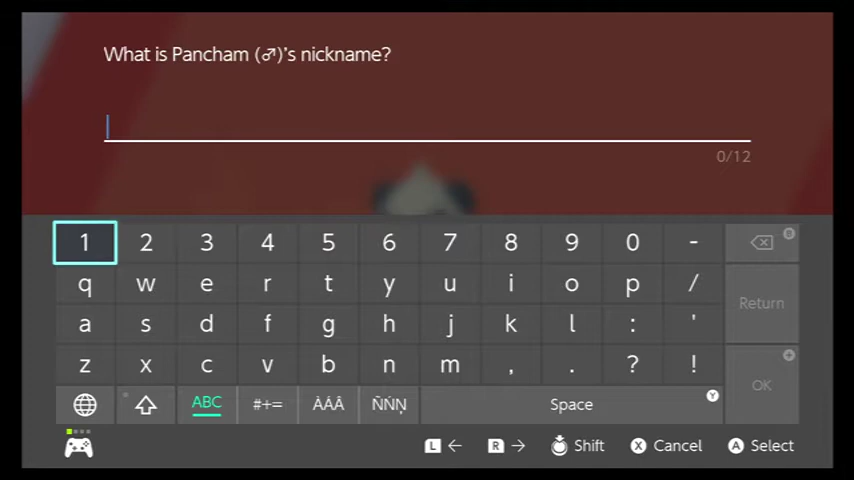 What is Pancham (♂)'s nickname?
0/12
1 2 3 4 5 6 7 8 9 0 -
q w e r t y u i o p /
Return
a s d f g h j k l : '
z x c v b n m , . ? !
OK
ABC #+= ÀÁÂ ÑŃŅ Space
L ← R → Shift X Cancel A Select